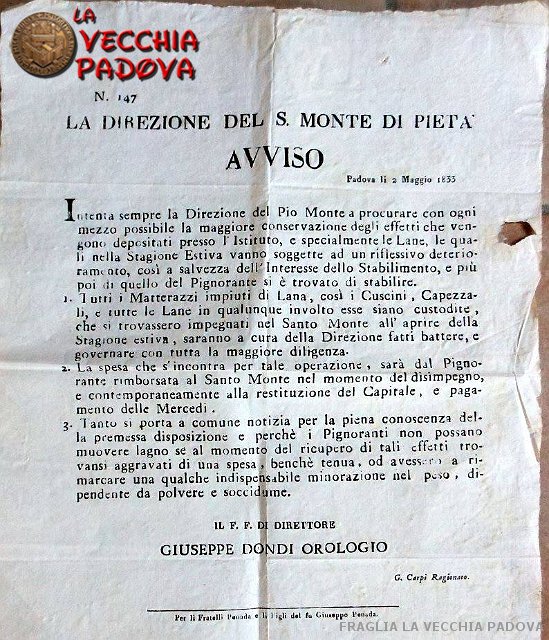 LA
VECCHIA
PADOVA
N. 147
LA DIREZIONE DEL S. MONTE DI PIETA'
AVVISO
Padova li 2 Maggio 1833
Intenta sempre la Direzione del Pio Monte a procurare con ogni
mezzo possibile la maggiore conservazione degli effetti che ven-
gono depositati presso l'Istituto, e specialmente le Lane, le qua-
li nella Stagione Estiva vanno soggette ad un riflessivo deterio-
ramento, così a salvezza dell'Interesse dello Stabilimento, e più
poi di quello del Pignorante si è trovato di stabilire.
1. Tutti i Matterazzi impiuti di Lana, così i Cuscini, Capezza-
li, e tutte le Lane in qualunque involto esse siano custodite,
che si trovassero impegnati nel Santo Monte all'aprire della
Stagione estiva, saranno a cura della Direzione fatti battere, e
governare con tutta la maggiore diligenza.
2. La spesa che s'incontra per tale operazione, sarà dal Pigno-
rante rimborsata al Santo Monte nel momento del disimpegno,
e contemporaneamente alla restituzione del Capitale, e paga-
mento delle Mercedi.
3. Tanto si porta a comune notizia per la piena conoscenza del-
la premessa disposizione e perchè i Pignoranti non possano
muovere lagno se al momento del ricupero di tali effetti tro-
vansi aggravati di una spesa, benchè tenua, od avessero a ri-
marcare una qualche indispensabile minorazione nel peso, di-
pendente da polvere e soccidume.
IL F. F. DI DIRETTORE
GIUSEPPE DONDI OROLOGIO
G. Carpi Ragionato.
Per li Fratelli Penada e li Figli del fu Giuseppe Penada.
FRAGLIA LA VECCHIA PADOVA